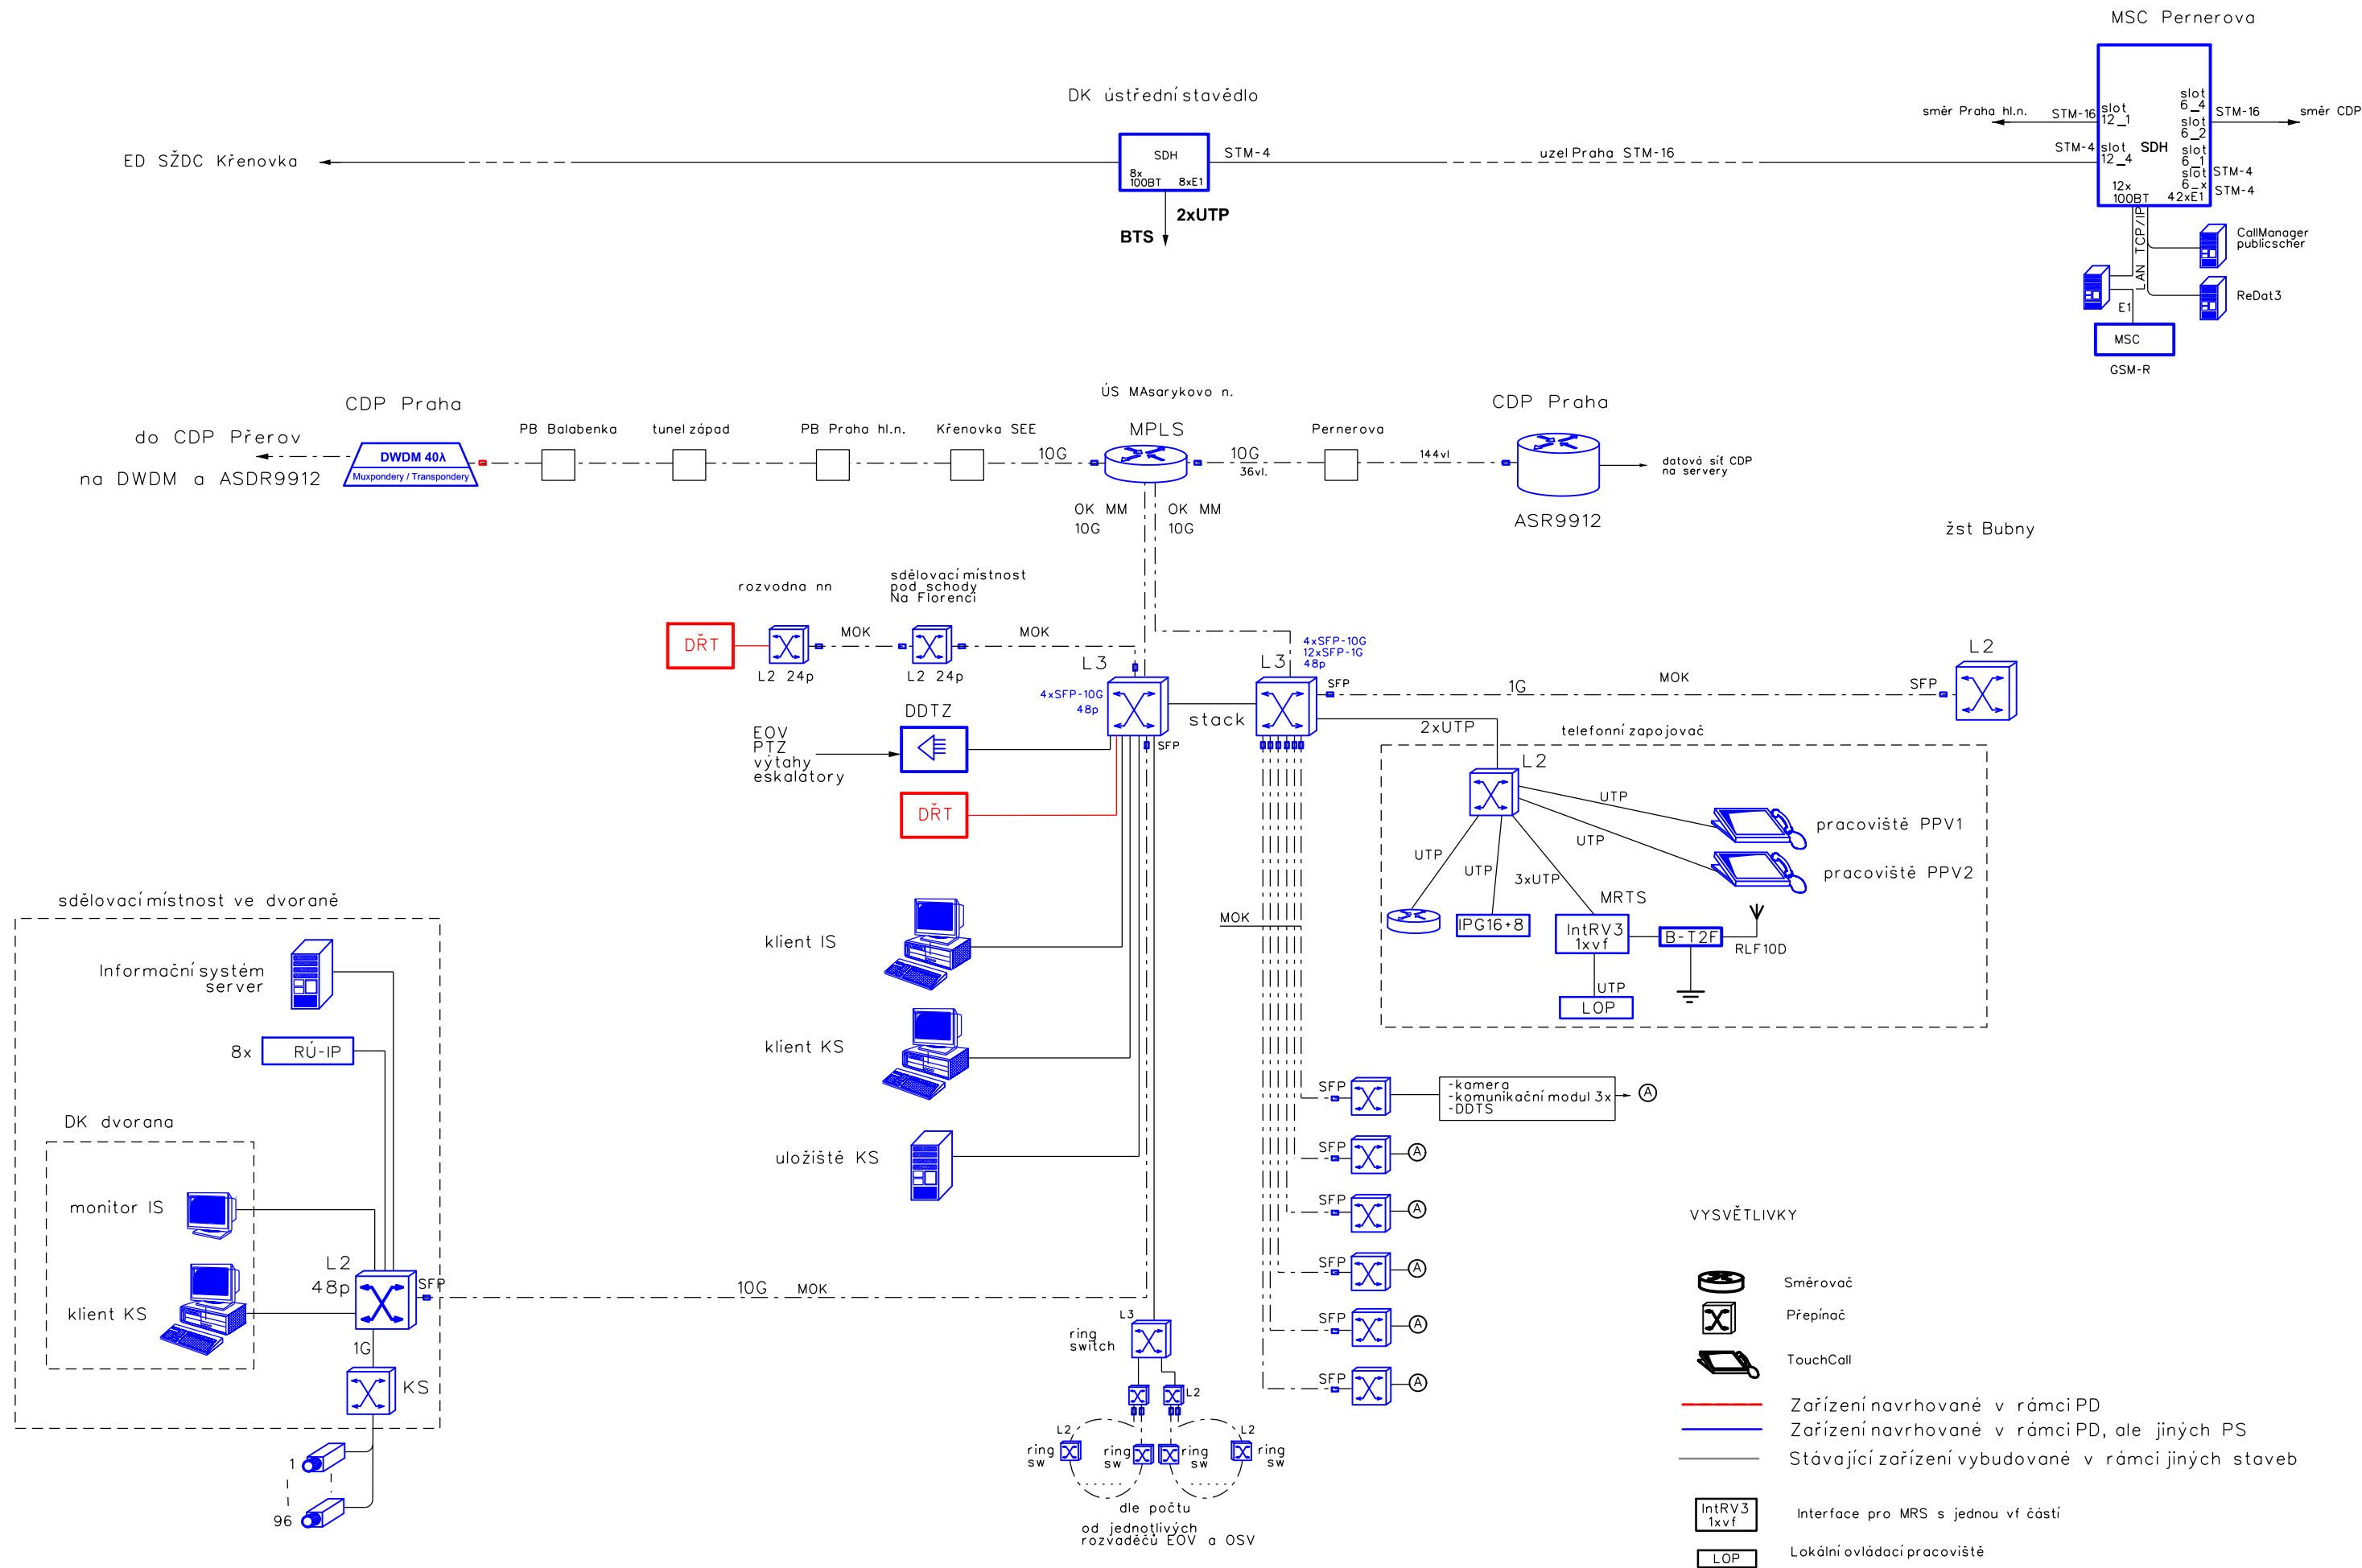 MSC Pernerova
DK ústřední stavědlo
směr Praha hl.n.
STM-16
slot
12_1
slot
6_4
slot
6_2
STM-16
směr CDP
ED SŽDC Křenovka
SDH
8x
100BT
8xE1
STM-4
uzel Praha STM-16
STM-4
slot
12_4
SDH
slot
6_1
slot
6_x
STM-4
STM-4
12x
100BT
42xE1
2xUTP
BTS
LAN TCP/IP
CallManager
publicscher
ReDat3
E1
MSC
GSM-R
ÚS MAsarykovo n.
CDP Praha
CDP Praha
do CDP Přerov
na DWDM a ASDR9912
DWDM 40λ
Muxpondery / Transpondery
PB Balabenka
tunel západ
PB Praha hl.n.
Křenovka SEE
10G
MPLS
10G
36vl.
Pernerova
144vl
datová síť CDP
na servery
ASR9912
OK MM
10G
OK MM
10G
žst Bubny
rozvodna nn
sdělovací místnost
pod schody
Na Florenci
DŘT
MOK
MOK
L2 24p
L2 24p
L3
4xSFP-10G
48p
L3
4xSFP-10G
12xSFP-1G
48p
SFP
1G
MOK
SFP
L2
stack
SFP
DDTZ
EOV
PTZ
výtahy
eskalátory
DŘT
2xUTP
telefonní zapojovač
L2
UTP
UTP
pracoviště PPV1
pracoviště PPV2
UTP
UTP
3xUTP
MRTS
IPG16+8
IntRV3
1xvf
B-T2F
RLF10D
UTP
LOP
MOK
sdělovací místnost ve dvoraně
Informační systém
server
8x
RÚ-IP
DK dvorana
monitor IS
klient KS
L2
48p
SFP
1G
KS
1
96
klient IS
klient KS
uložiště KS
10G
MOK
SFP
-kamera
-komunikační modul 3x
-DDTS
A
SFP
A
SFP
A
SFP
A
SFP
A
SFP
A
L3
ring
switch
L2
L2
ring
sw
ring
sw
ring
sw
L2
ring
sw
dle počtu
od jednotlivých
rozvaděčů EOV a OSV
VYSVĚTLIVKY
Směrovač
Přepínač
TouchCall
Zařízení navrhované v rámci PD
Zařízení navrhované v rámci PD, ale jiných PS
Stávající zařízení vybudované v rámci jiných staveb
IntRV3
1xvf
Interface pro MRS s jednou vf částí
LOP
Lokální ovládací pracoviště